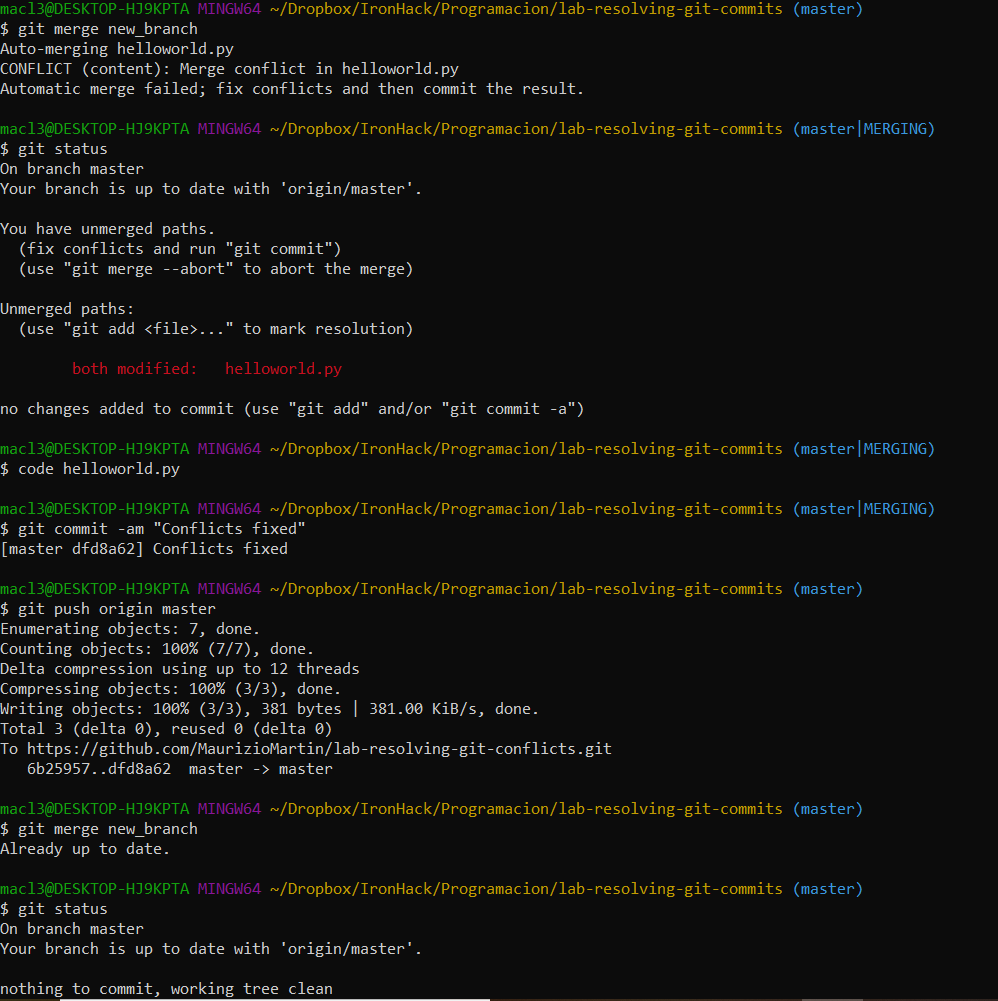 macl3@DESKTOP-HJ9KPTA MINGW64 ~/Dropbox/IronHack/Programacion/lab-resolving-git-commits (master)
$ git merge new_branch
Auto-merging helloworld.py
CONFLICT (content): Merge conflict in helloworld.py
Automatic merge failed; fix conflicts and then commit the result.
macl3@DESKTOP-HJ9KPTA MINGW64 ~/Dropbox/IronHack/Programacion/lab-resolving-git-commits (master|MERGING)
$ git status
On branch master
Your branch is up to date with 'origin/master'.
You have unmerged paths.
  (fix conflicts and run "git commit")
  (use "git merge --abort" to abort the merge)
Unmerged paths:
  (use "git add <file>..." to mark resolution)
        both modified:   helloworld.py
no changes added to commit (use "git add" and/or "git commit -a")
macl3@DESKTOP-HJ9KPTA MINGW64 ~/Dropbox/IronHack/Programacion/lab-resolving-git-commits (master|MERGING)
$ code helloworld.py
macl3@DESKTOP-HJ9KPTA MINGW64 ~/Dropbox/IronHack/Programacion/lab-resolving-git-commits (master|MERGING)
$ git commit -am "Conflicts fixed"
[master dfd8a62] Conflicts fixed
macl3@DESKTOP-HJ9KPTA MINGW64 ~/Dropbox/IronHack/Programacion/lab-resolving-git-commits (master)
$ git push origin master
Enumerating objects: 7, done.
Counting objects: 100% (7/7), done.
Delta compression using up to 12 threads
Compressing objects: 100% (3/3), done.
Writing objects: 100% (3/3), 381 bytes | 381.00 KiB/s, done.
Total 3 (delta 0), reused 0 (delta 0)
To https://github.com/MaurizioMartin/lab-resolving-git-conflicts.git
   6b25957..dfd8a62  master -> master
macl3@DESKTOP-HJ9KPTA MINGW64 ~/Dropbox/IronHack/Programacion/lab-resolving-git-commits (master)
$ git merge new_branch
Already up to date.
macl3@DESKTOP-HJ9KPTA MINGW64 ~/Dropbox/IronHack/Programacion/lab-resolving-git-commits (master)
$ git status
On branch master
Your branch is up to date with 'origin/master'.
nothing to commit, working tree clean